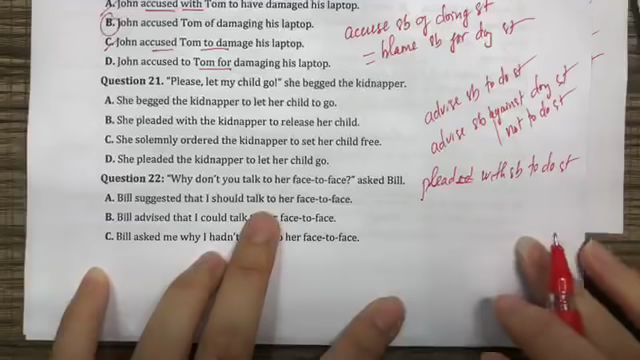 A. John accused with Tom to have damaged his laptop.
B. John accused Tom of damaging his laptop.
C. John accused Tom to damage his laptop.
D. John accused to Tom for damaging his laptop.
Question 21. "Please, let my child go!" she begged the kidnapper.
A. She begged the kidnapper to let her child to go.
B. She pleaded with the kidnapper to release her child.
C. She solemnly ordered the kidnapper to set her child free.
D. She pleaded the kidnapper to let her child go.
Question 22: "Why don't you talk to her face-to-face?" asked Bill.
A. Bill suggested that I should talk to her face-to-face.
B. Bill advised that I could talk face-to-face.
C. Bill asked me why I hadn't her face-to-face.
accuse sb of doing st
= blame sb for doing st
advise sb to do st
advise sb against doing st
not to do st
pleaded with sb to do st